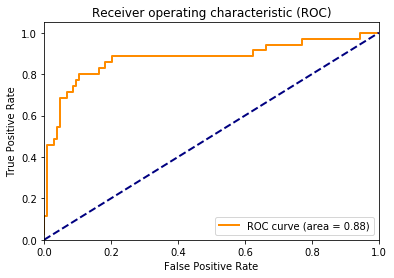 Receiver operating characteristic (ROC)
True Positive Rate
1.0
0.8
0.6
0.4
0.2
0.0
ROC curve (area = 0.88)
0.0 0.2 0.4 0.6 0.8 1.0
False Positive Rate